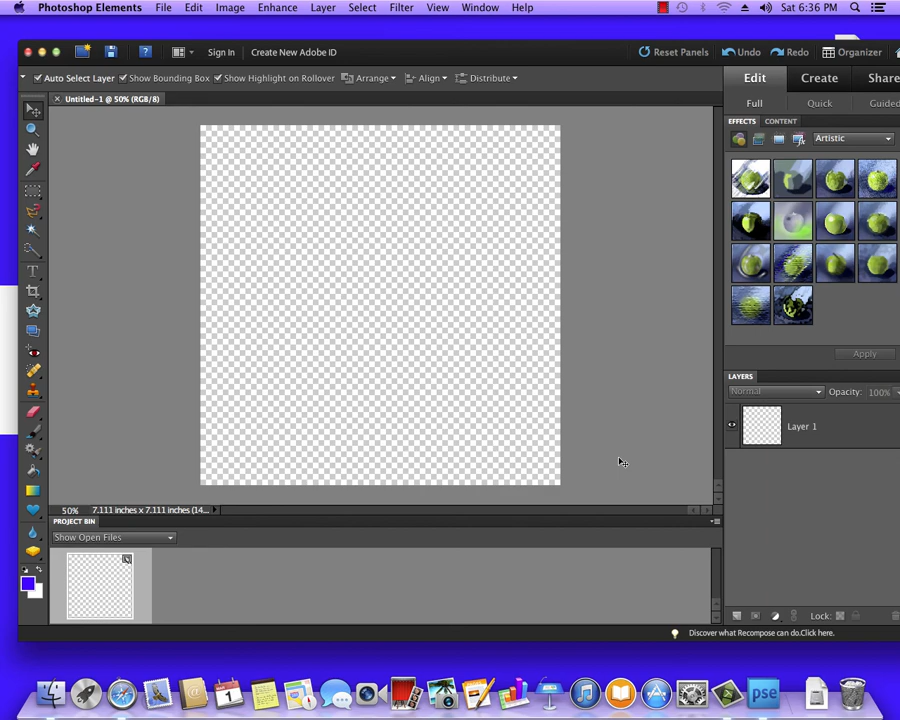 Photoshop Elements File Edit Image Enhance Layer Select Filter View Window Help Sat 6:36 PM
Sign In Create New Adobe ID Reset Panels Undo Redo Organizer
Auto Select Layer Show Bounding Box Show Highlight on Rollover Arrange Align Distribute
Edit Create Share
Untitled-1 @ 50% (RGB/8)
Full Quick Guided
EFFECTS CONTENT
Artistic
Apply
LAYERS
Normal Opacity: 100%
Layer 1
50% 7.111 inches x 7.111 inches (14...
PROJECT BIN
Show Open Files
Lock:
Discover what Recompose can do.Click here.
1
pse